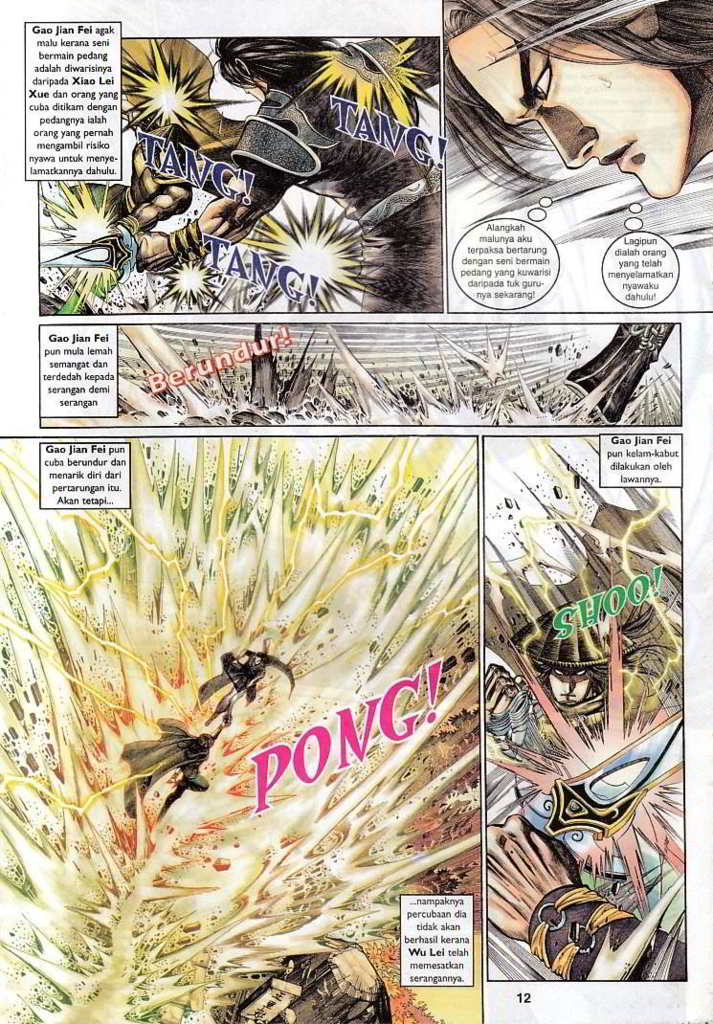 Gao Jian Fei agak
malu kerana seni
bermain pedang
adalah diwarisinya
daripada Xiao Lei
Xue dan orang yang
cuba ditikam dengan
pedangnya ialah
orang yang pernah
mengambil risiko
nyawa untuk menye-
lamatkannya dahulu.
TANG!
TANG!
TANG!
Alangkah
malunya aku
terpaksa bertarung
dengan seni bermain
pedang yang kuwarisi
daripada tuk guru-
nya sekarang!
Lagipun
dialah orang
yang telah
menyelamatkan
nyawaku
dahulu!
Gao Jian Fei
pun mula lemah
semangat dan
terdedah kepada
serangan demi
serangan
Berundur!
Gao Jian Fei pun
cuba berundur dan
menarik diri dari
pertarungan itu.
Akan tetapi...
PONG!
...nampaknya
percubaan dia
tidak akan
berhasil kerana
Wu Lei telah
memesatkan
serangannya.
Gao Jian Fei
pun kelam-kabut
dilakukan oleh
lawannya.
SHOO!
12